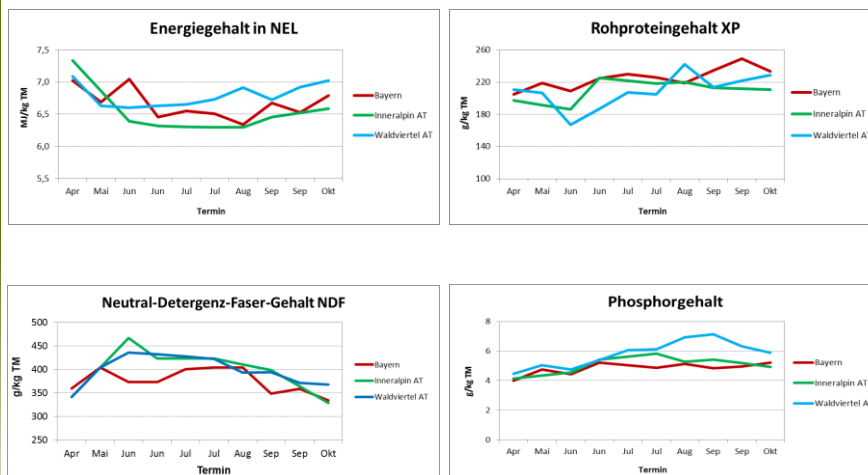 Energiegehalt in NEL
7,5
7,0
6,5
6,0
5,5
MJ/kg TM
Apr Mai Jun Jun Jul Jul Aug Sep Sep Okt
Termin
Bayern
Inneralpin AT
Waldviertel AT
Rohproteingehalt XP
260
220
180
140
100
g/kg TM
Apr Mai Jun Jun Jul Jul Aug Sep Sep Okt
Termin
Bayern
Inneralpin AT
Waldviertel AT
Neutral-Detergenz-Faser-Gehalt NDF
500
450
400
350
300
250
g/kg TM
Apr Mai Jun Jun Jul Jul Aug Sep Sep Okt
Termin
Bayern
Inneralpin AT
Waldviertel AT
Phosphorgehalt
8
6
4
2
0
g/kg TM
Apr Mai Jun Jun Jul Jul Aug Sep Sep Okt
Termin
Bayern
Inneralpin AT
Waldviertel AT